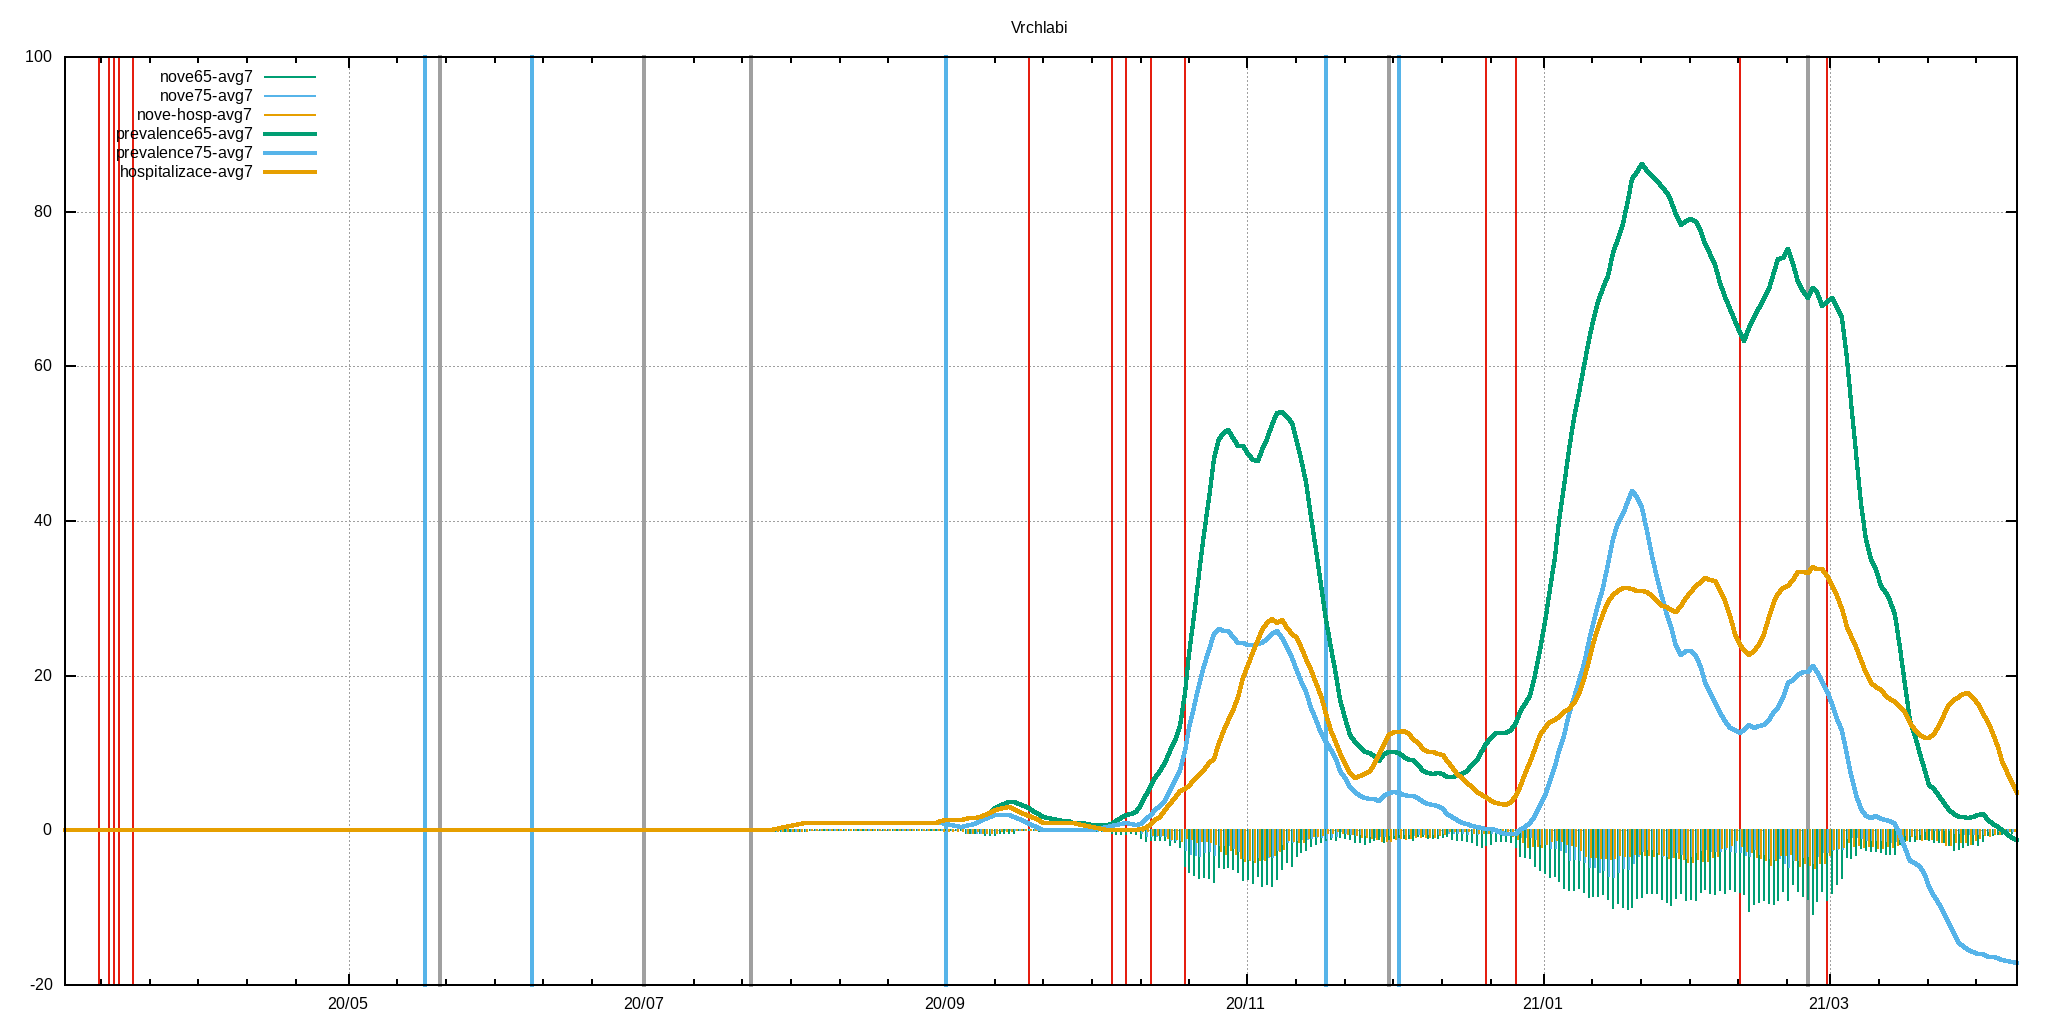 Vrchlabi
100
80
60
40
20
0
-20
nove65-avg7
nove75-avg7
nove-hosp-avg7
prevalence65-avg7
prevalence75-avg7
hospitalizace-avg7
20/05 20/07 20/09 20/11 21/01 21/03